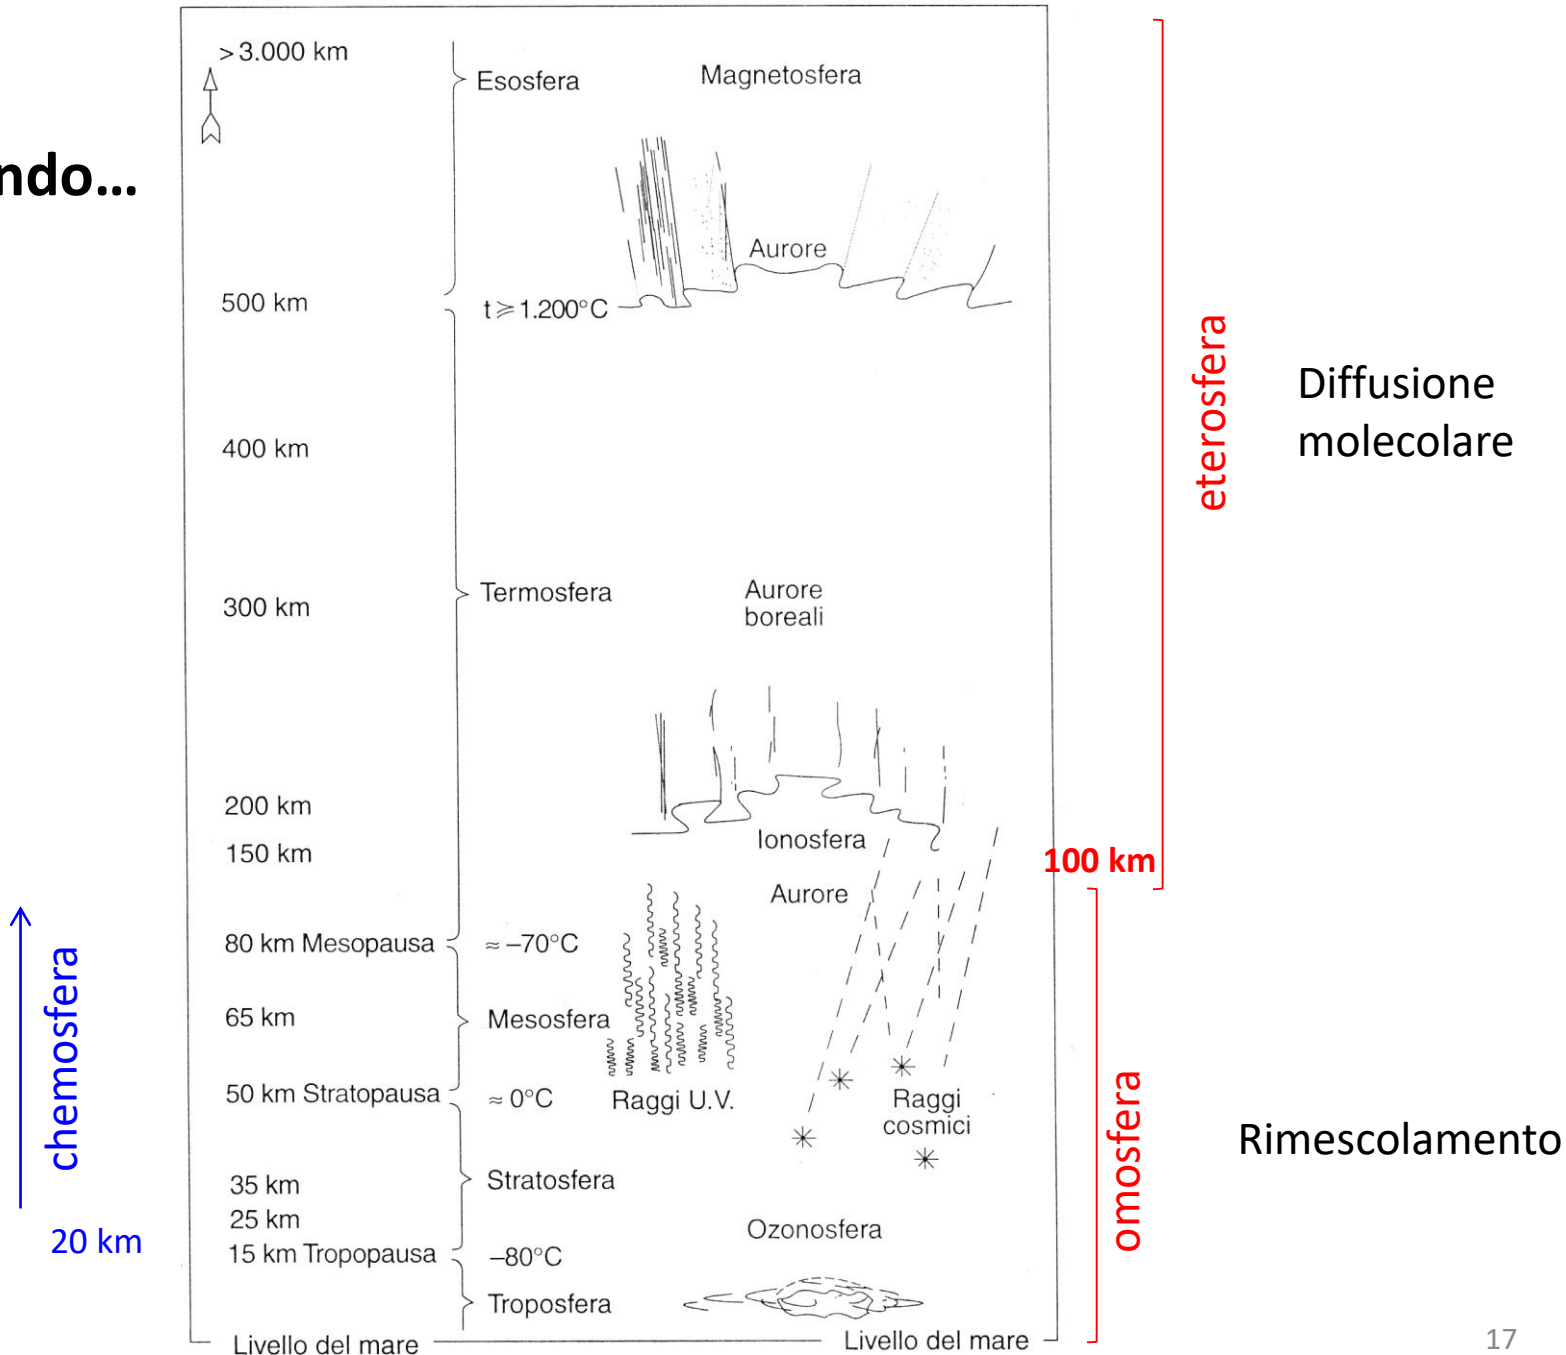 ndo…
> 3.000 km
Esosfera
Magnetosfera
Aurore
500 km
t ⩾ 1.200°C
400 km
300 km
Termosfera
Aurore
boreali
200 km
150 km
Ionosfera
Aurore
80 km Mesopausa
≈ –70°C
65 km
Mesosfera
50 km Stratopausa
≈ 0°C
Raggi U.V.
Raggi
cosmici
35 km
Stratosfera
25 km
Ozonosfera
15 km Tropopausa
–80°C
Troposfera
Livello del mare
Livello del mare
chemosfera
20 km
100 km
eterosfera
omosfera
Diffusione
molecolare
Rimescolamento
17